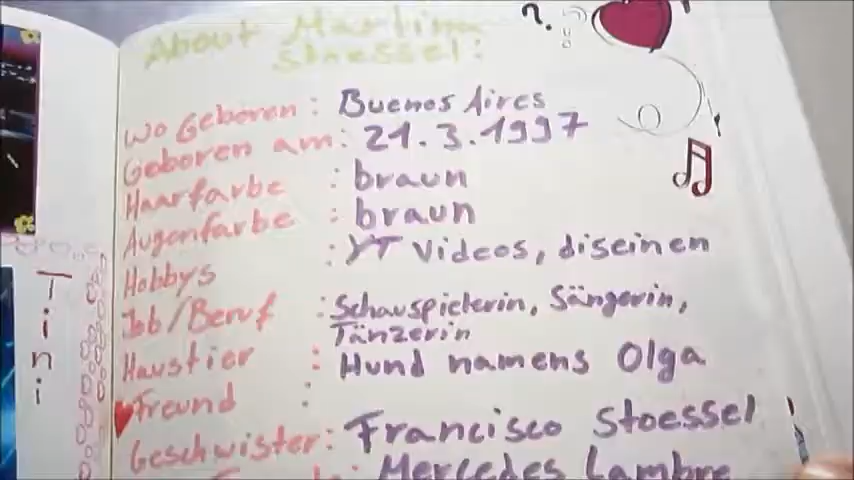 About Martina
Stoessel:
Wo Geboren : Buenos Aires
Geboren am: 21.3.1997
Haarfarbe : braun
Augenfarbe : braun
Hobbys : YT Videos, diseinen
Job/Beruf : Schauspielerin, Sängerin,
Tänzerin
Haustier : Hund namens Olga
Freund :
Geschwister: Francisco Stoessel
: Mercedes Lambre
Tini